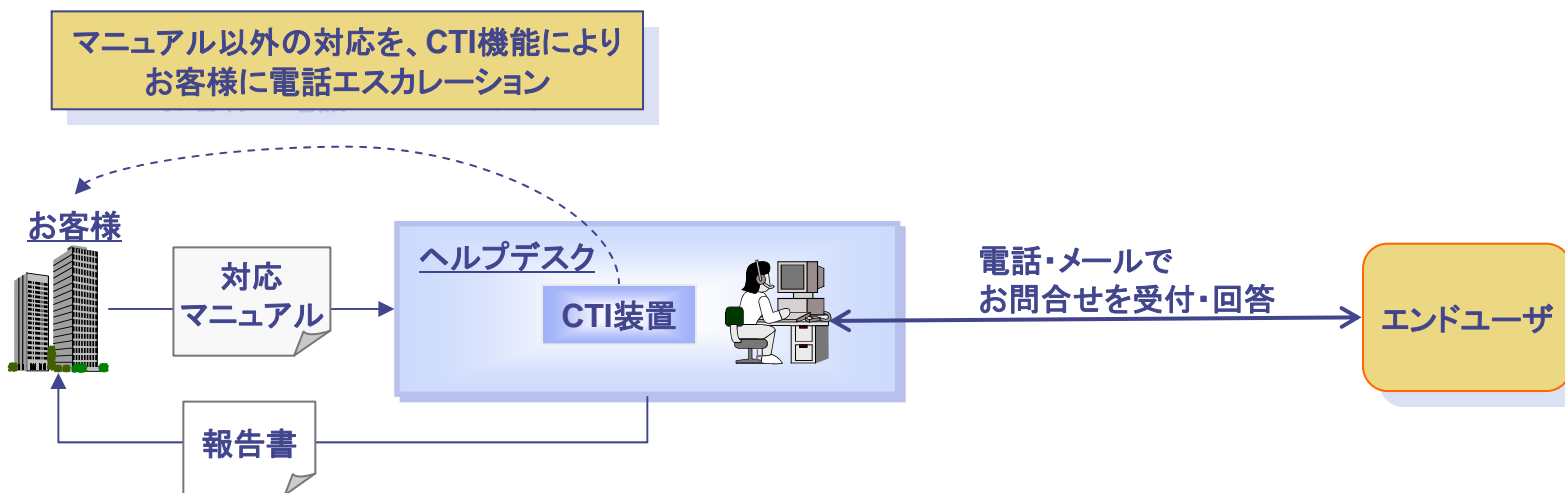 マニュアル以外の対応を、CTI機能により
お客様に電話エスカレーション
お客様
対応
マニュアル
ヘルプデスク
CTI装置
電話・メールで
お問合せを受付・回答
エンドユーザ
報告書